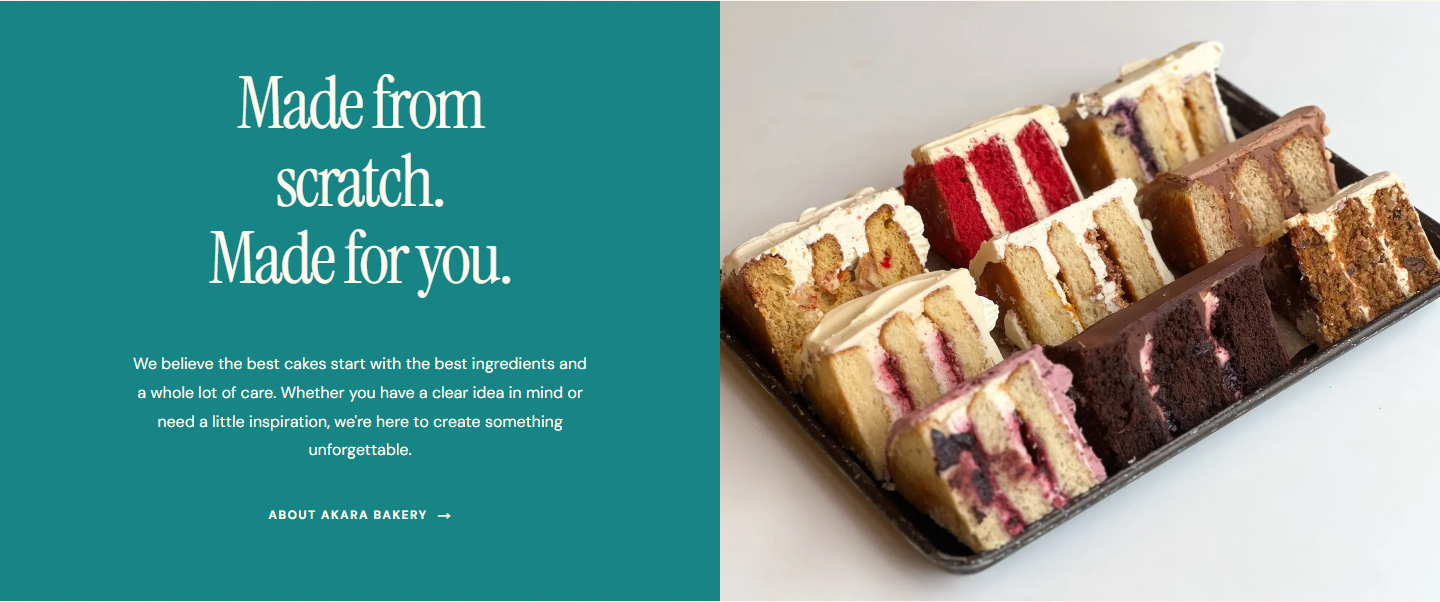 Made from
scratch.
Made for you.
We believe the best cakes start with the best ingredients and
a whole lot of care. Whether you have a clear idea in mind or
need a little inspiration, we're here to create something
unforgettable.
ABOUT AKARA BAKERY →